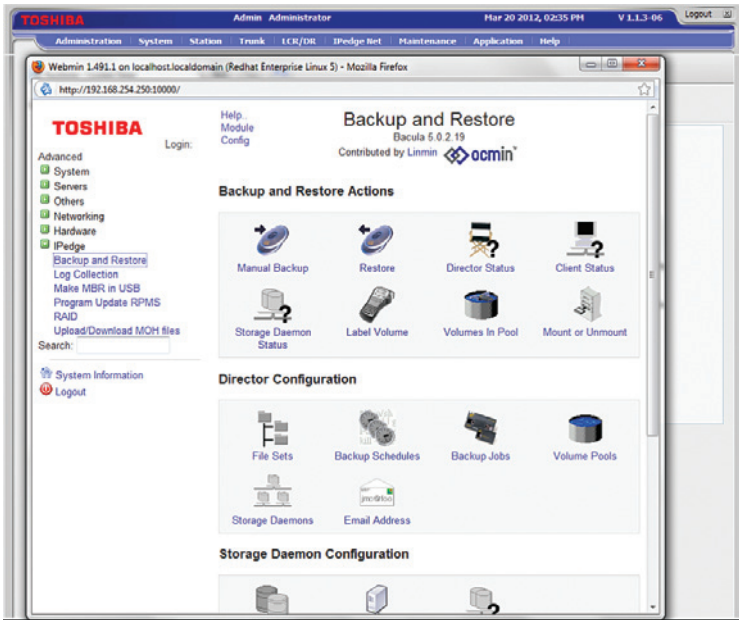 TOSHIBA
Admin Administrator
Mar 20 2012, 02:35 PM
V 1.1.3-06
Logout
Administration System Station Trunk LCR/DR IPedge Net Maintenance Application Help
Webmin 1.491.1 on localhost.localdomain (Redhat Enterprise Linux 5) - Mozilla Firefox
http://192.168.254.250:10000/
TOSHIBA
Login:
Advanced
System
Servers
Others
Networking
Hardware
IPedge
Backup and Restore
Log Collection
Make MBR in USB
Program Update RPMS
RAID
Upload/Download MOH files
Search:
System Information
Logout
Help..
Module
Config
Backup and Restore
Bacula 5.0.2.19
Contributed by Linmin
ocmin
Backup and Restore Actions
Manual Backup
Restore
Director Status
Client Status
Storage Daemon
Status
Label Volume
Volumes In Pool
Mount or Unmount
Director Configuration
File Sets
Backup Schedules
Backup Jobs
Volume Pools
Storage Daemons
Email Address
Storage Daemon Configuration